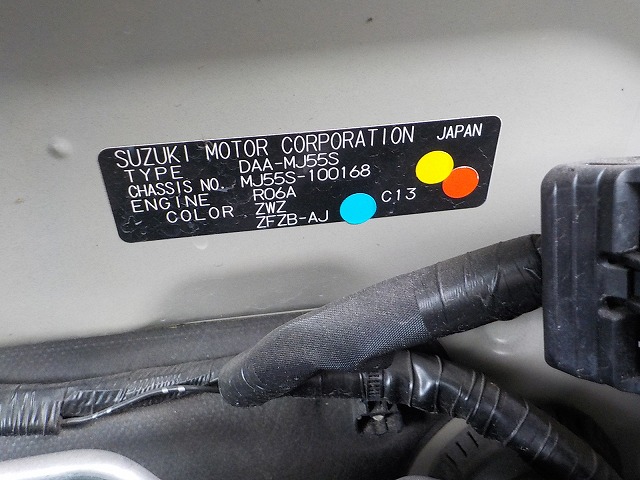 SUZUKI MOTOR CORPORATION JAPAN
TYPE DAA-MJ55S
CHASSIS NO. MJ55S-100168
ENGINE R06A
COLOR ZWZ C13
ZFZB-AJ